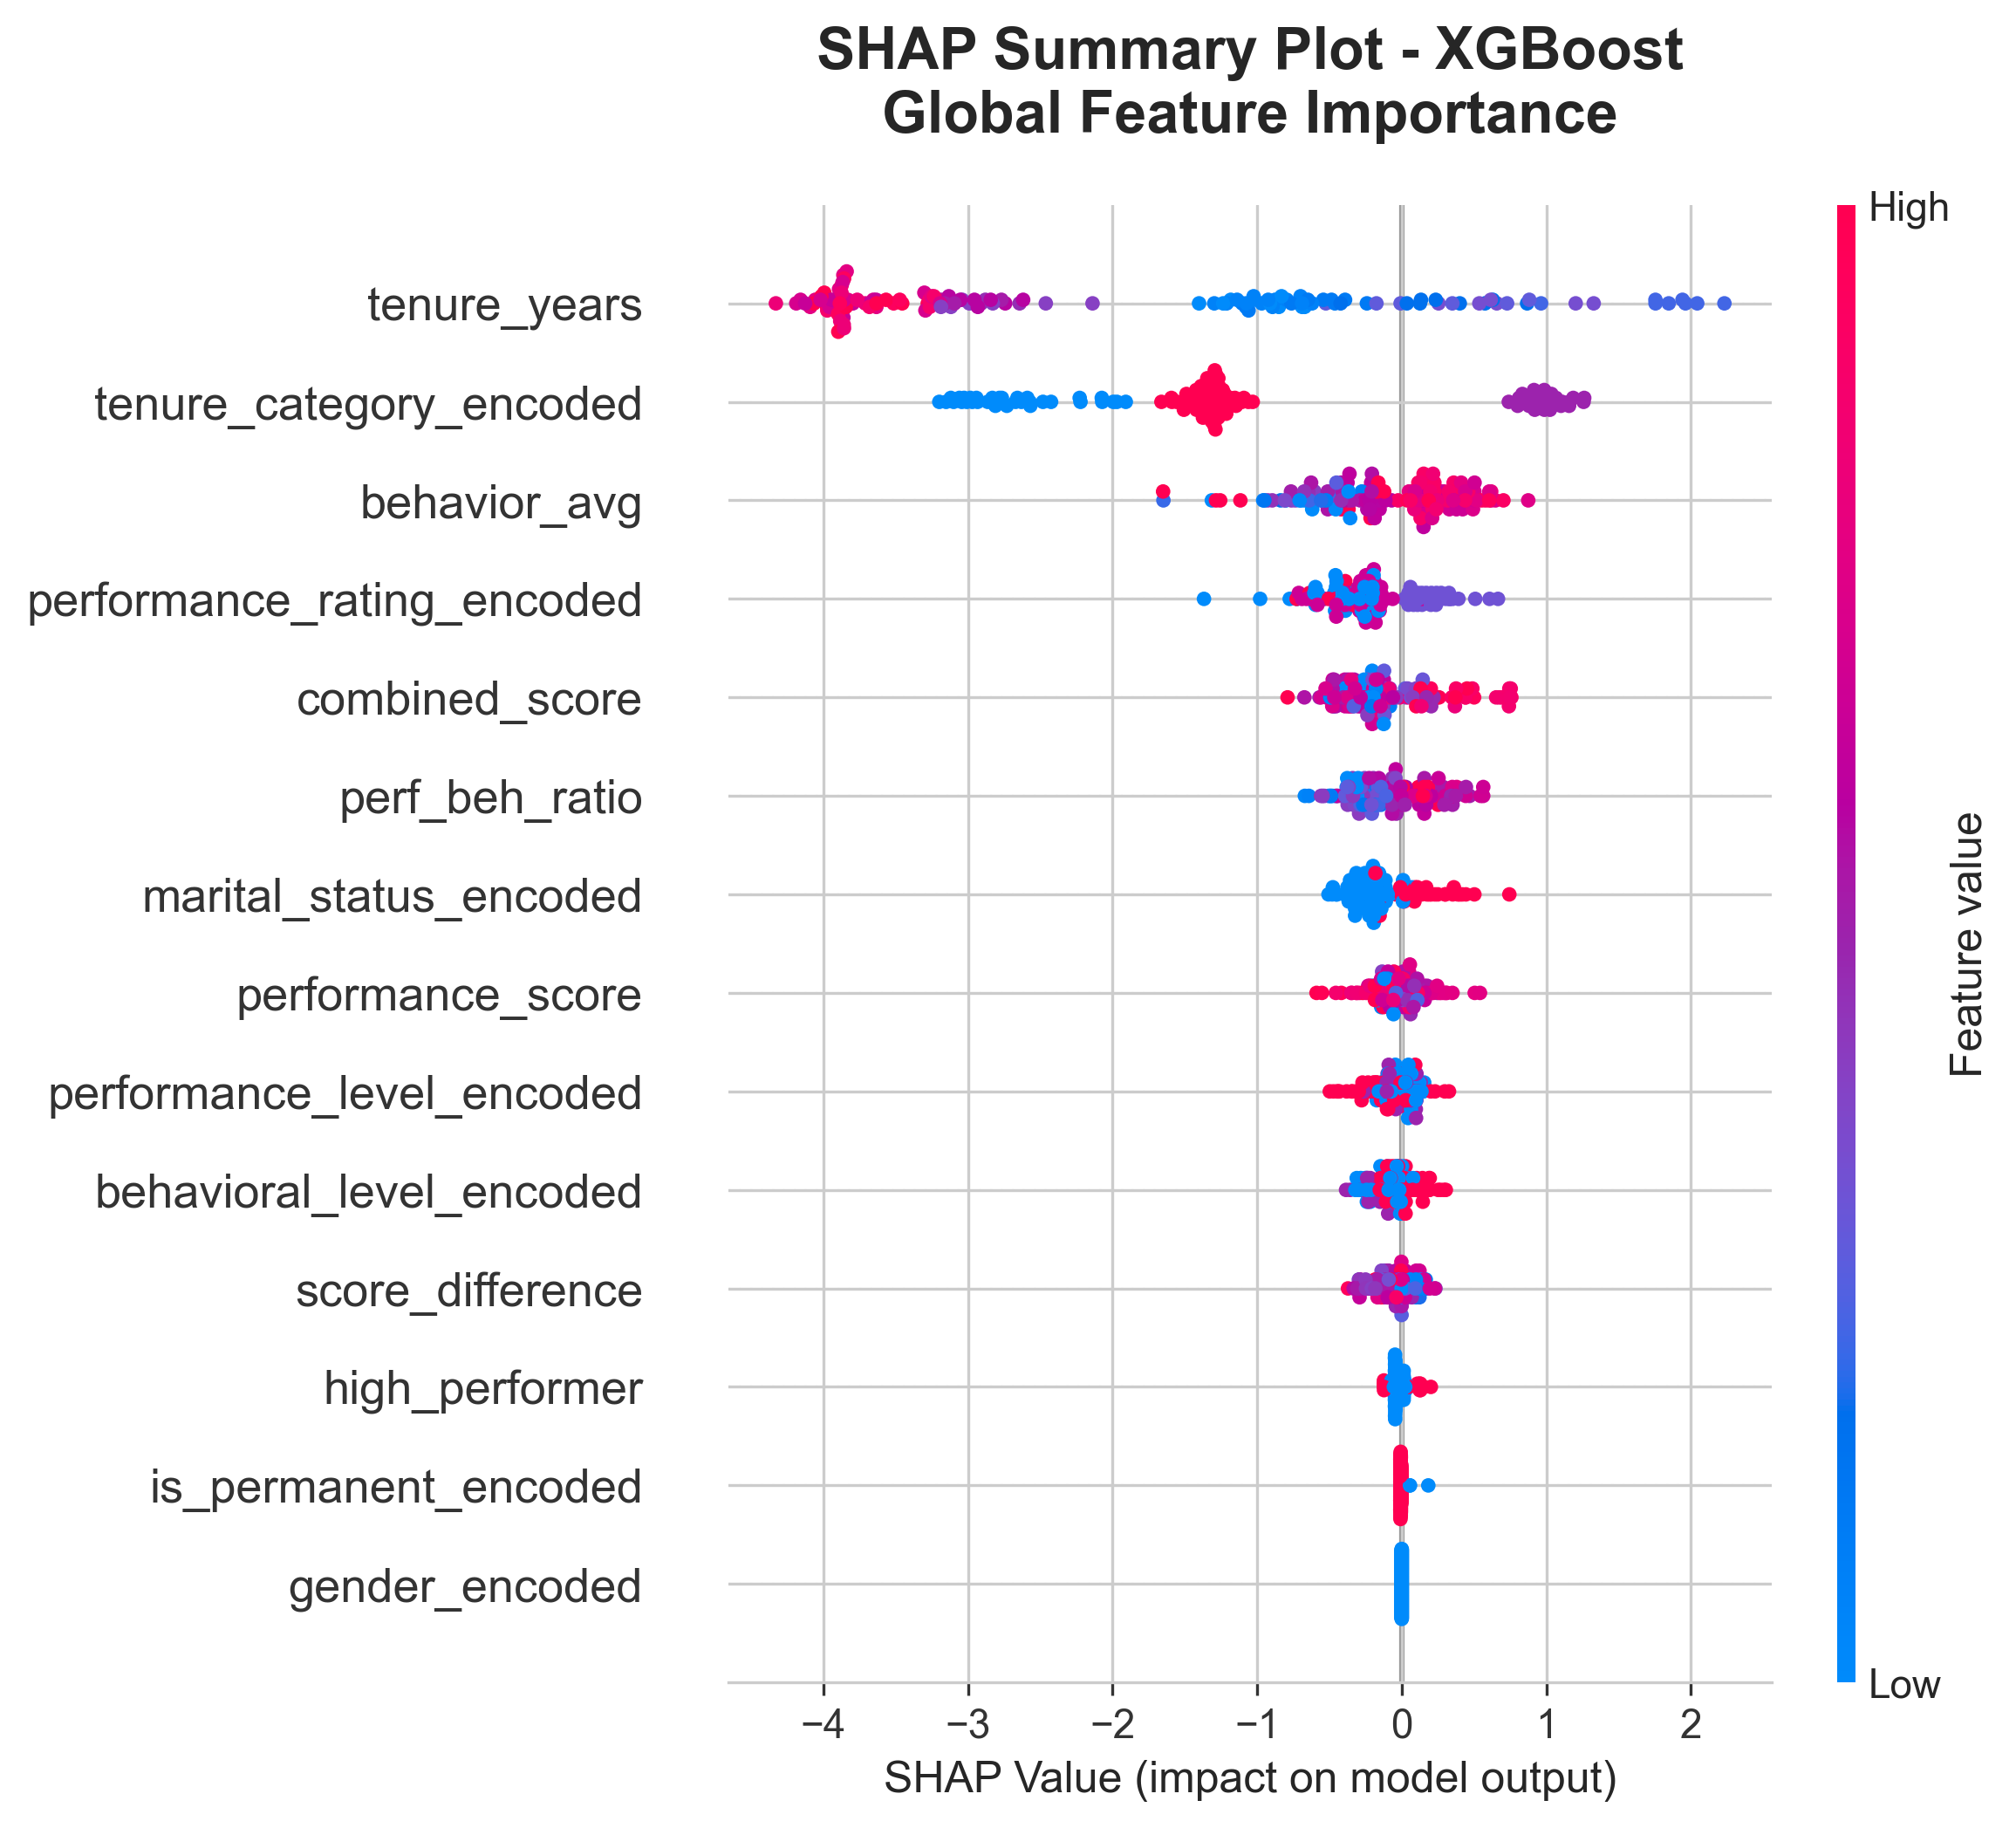 SHAP Summary Plot - XGBoost
Global Feature Importance
High
tenure_years
tenure_category_encoded
behavior_avg
performance_rating_encoded
combined_score
perf_beh_ratio
marital_status_encoded
performance_score
performance_level_encoded
behavioral_level_encoded
score_difference
high_performer
is_permanent_encoded
gender_encoded
Feature value
Low
−4 −3 −2 −1 0 1 2
SHAP Value (impact on model output)